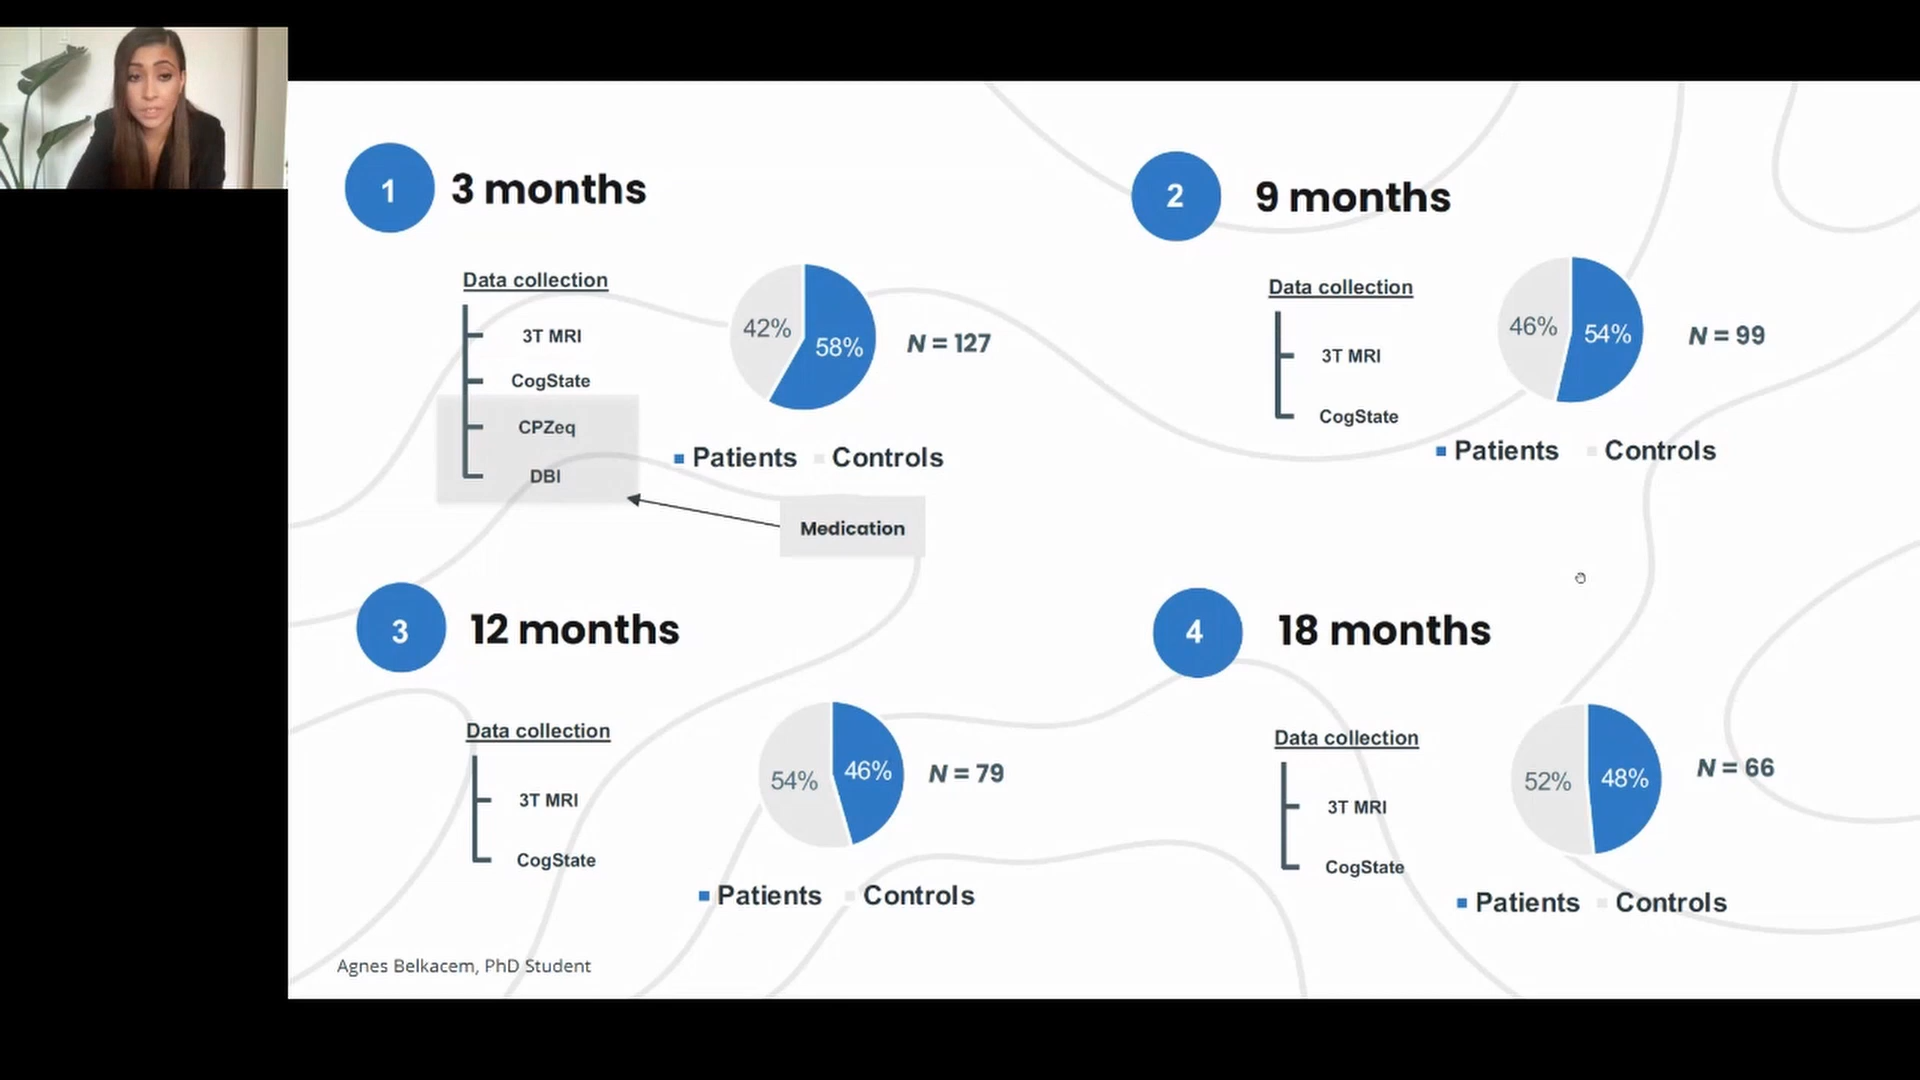 1
3 months
Data collection
3T MRI
CogState
CPZeq
DBI
42%
58%
N = 127
Patients Controls
Medication
2
9 months
Data collection
3T MRI
CogState
46%
54%
N = 99
Patients Controls
3
12 months
Data collection
3T MRI
CogState
54%
46%
N = 79
Patients Controls
4
18 months
Data collection
3T MRI
CogState
52%
48%
N = 66
Patients Controls
Agnes Belkacem, PhD Student